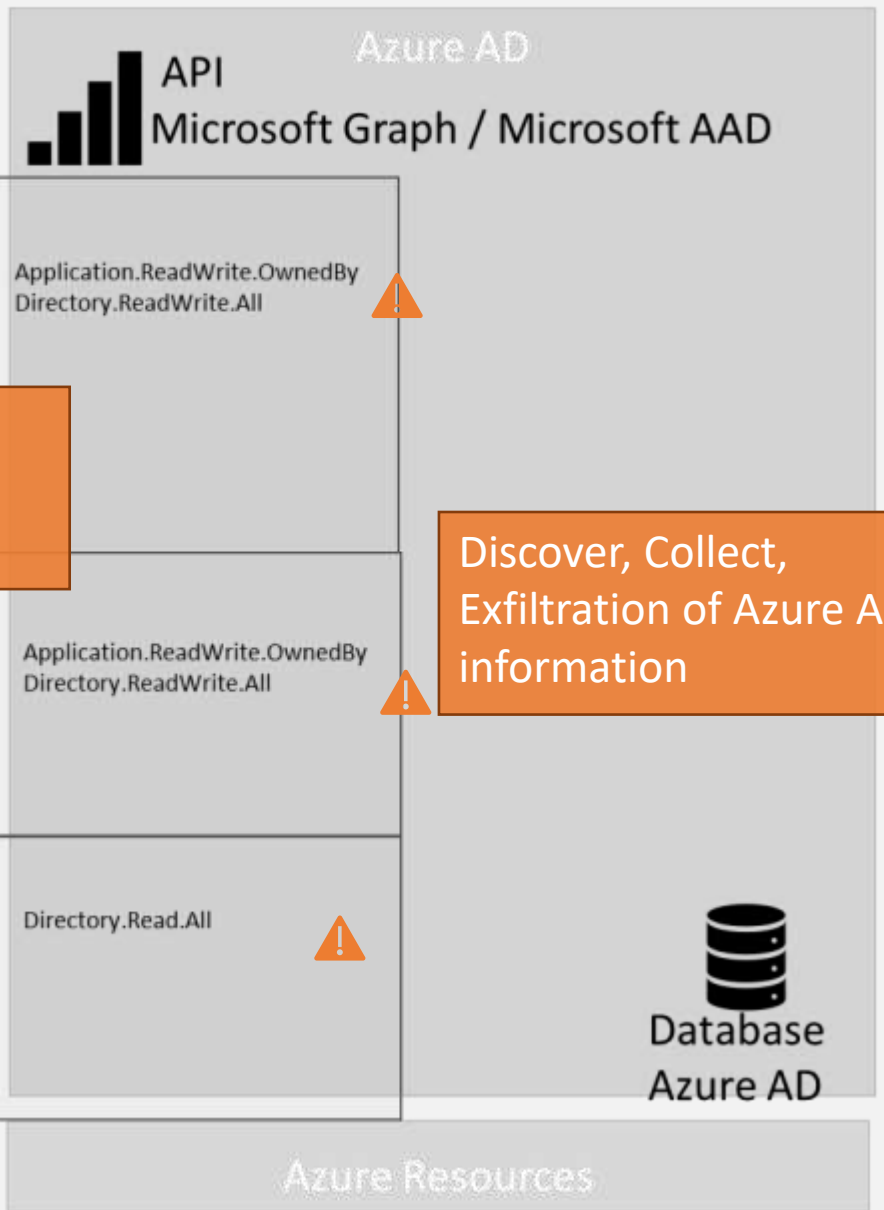 Azure AD
API
Microsoft Graph / Microsoft AAD
Application.ReadWrite.OwnedBy
Directory.ReadWrite.All
Discover, Collect,
Exfiltration of Azure A
information
Application.ReadWrite.OwnedBy
Directory.ReadWrite.All
Directory.Read.All
Database
Azure AD
Azure Resources